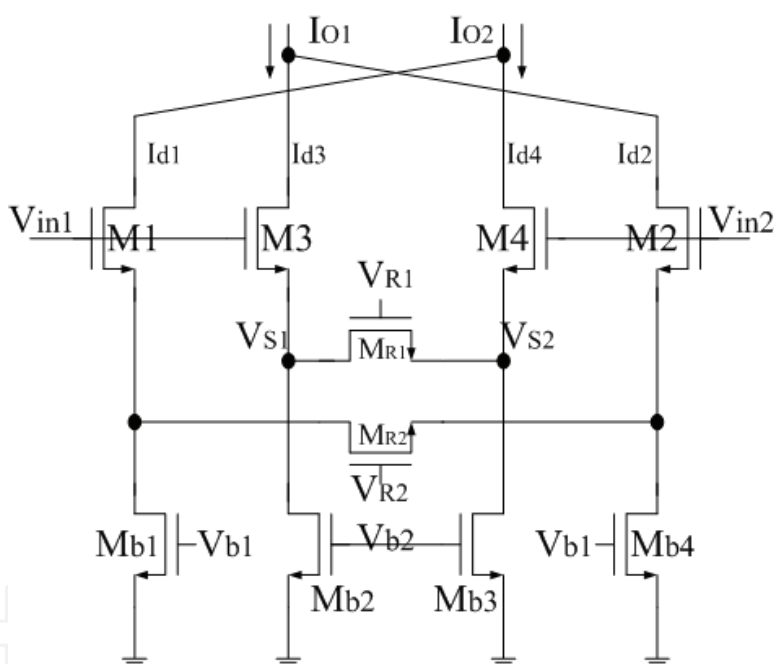 IO1 IO2
Id1 Id3 Id4 Id2
Vin1 M1 M3 M4 M2 Vin2
VR1
VS1 MR1 VS2
MR2
VR2
Mb1 Vb1 Vb2 Vb1 Mb4
Mb2 Mb3